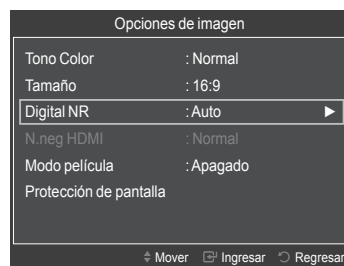 Opciones de imagen
Tono Color : Normal
Tamaño : 16:9
Digital NR : Auto ►
N.neg HDMI : Normal
Modo película : Apagado
Protección de pantalla
Mover Ingresar Regresar